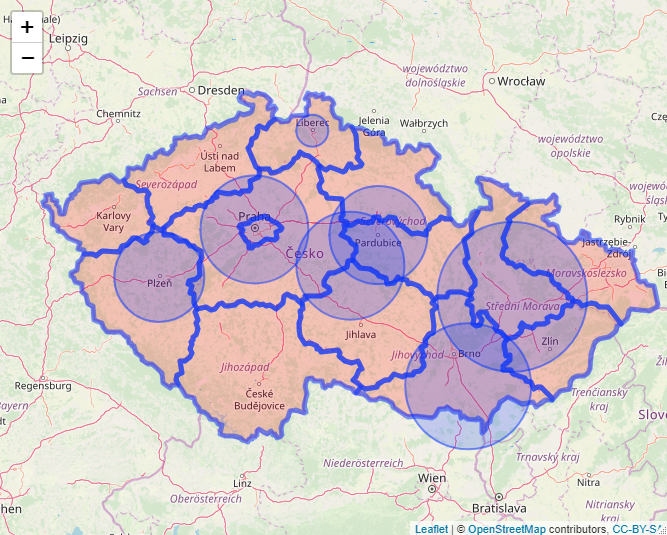 +
−
Leipzig
Dresden
Sachsen
Chemnitz
województwo
dolnośląskie
Wrocław
Jelenia
Góra
Wałbrzych
województwo
opolskie
Liberec
Ústí nad
Labem
Severozápad
Karlovy
Vary
Praha
Severovýchod
Pardubice
Česko
Rybnik
Jastrzębie-
Zdrój
Moravskoslezsko
Plzeň
Střední Morava
Jihlava
Zlín
Jihovýchod
Brno
Jihozápad
České
Budějovice
Regensburg
Trenčiansky
kraj
Niederösterreich
Trnavský kraj
Linz
Oberösterreich
Wien
Bratislava
Nitra
Nitriansky
kraj
Leaflet | © OpenStreetMap contributors, CC-BY-SA